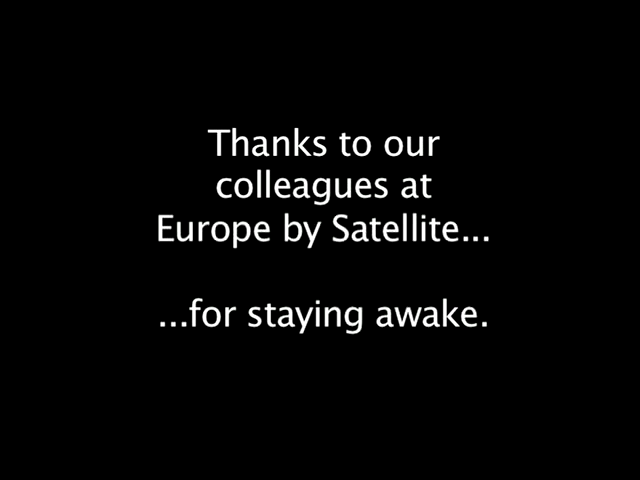 Thanks to our
colleagues at
Europe by Satellite...
...for staying awake.